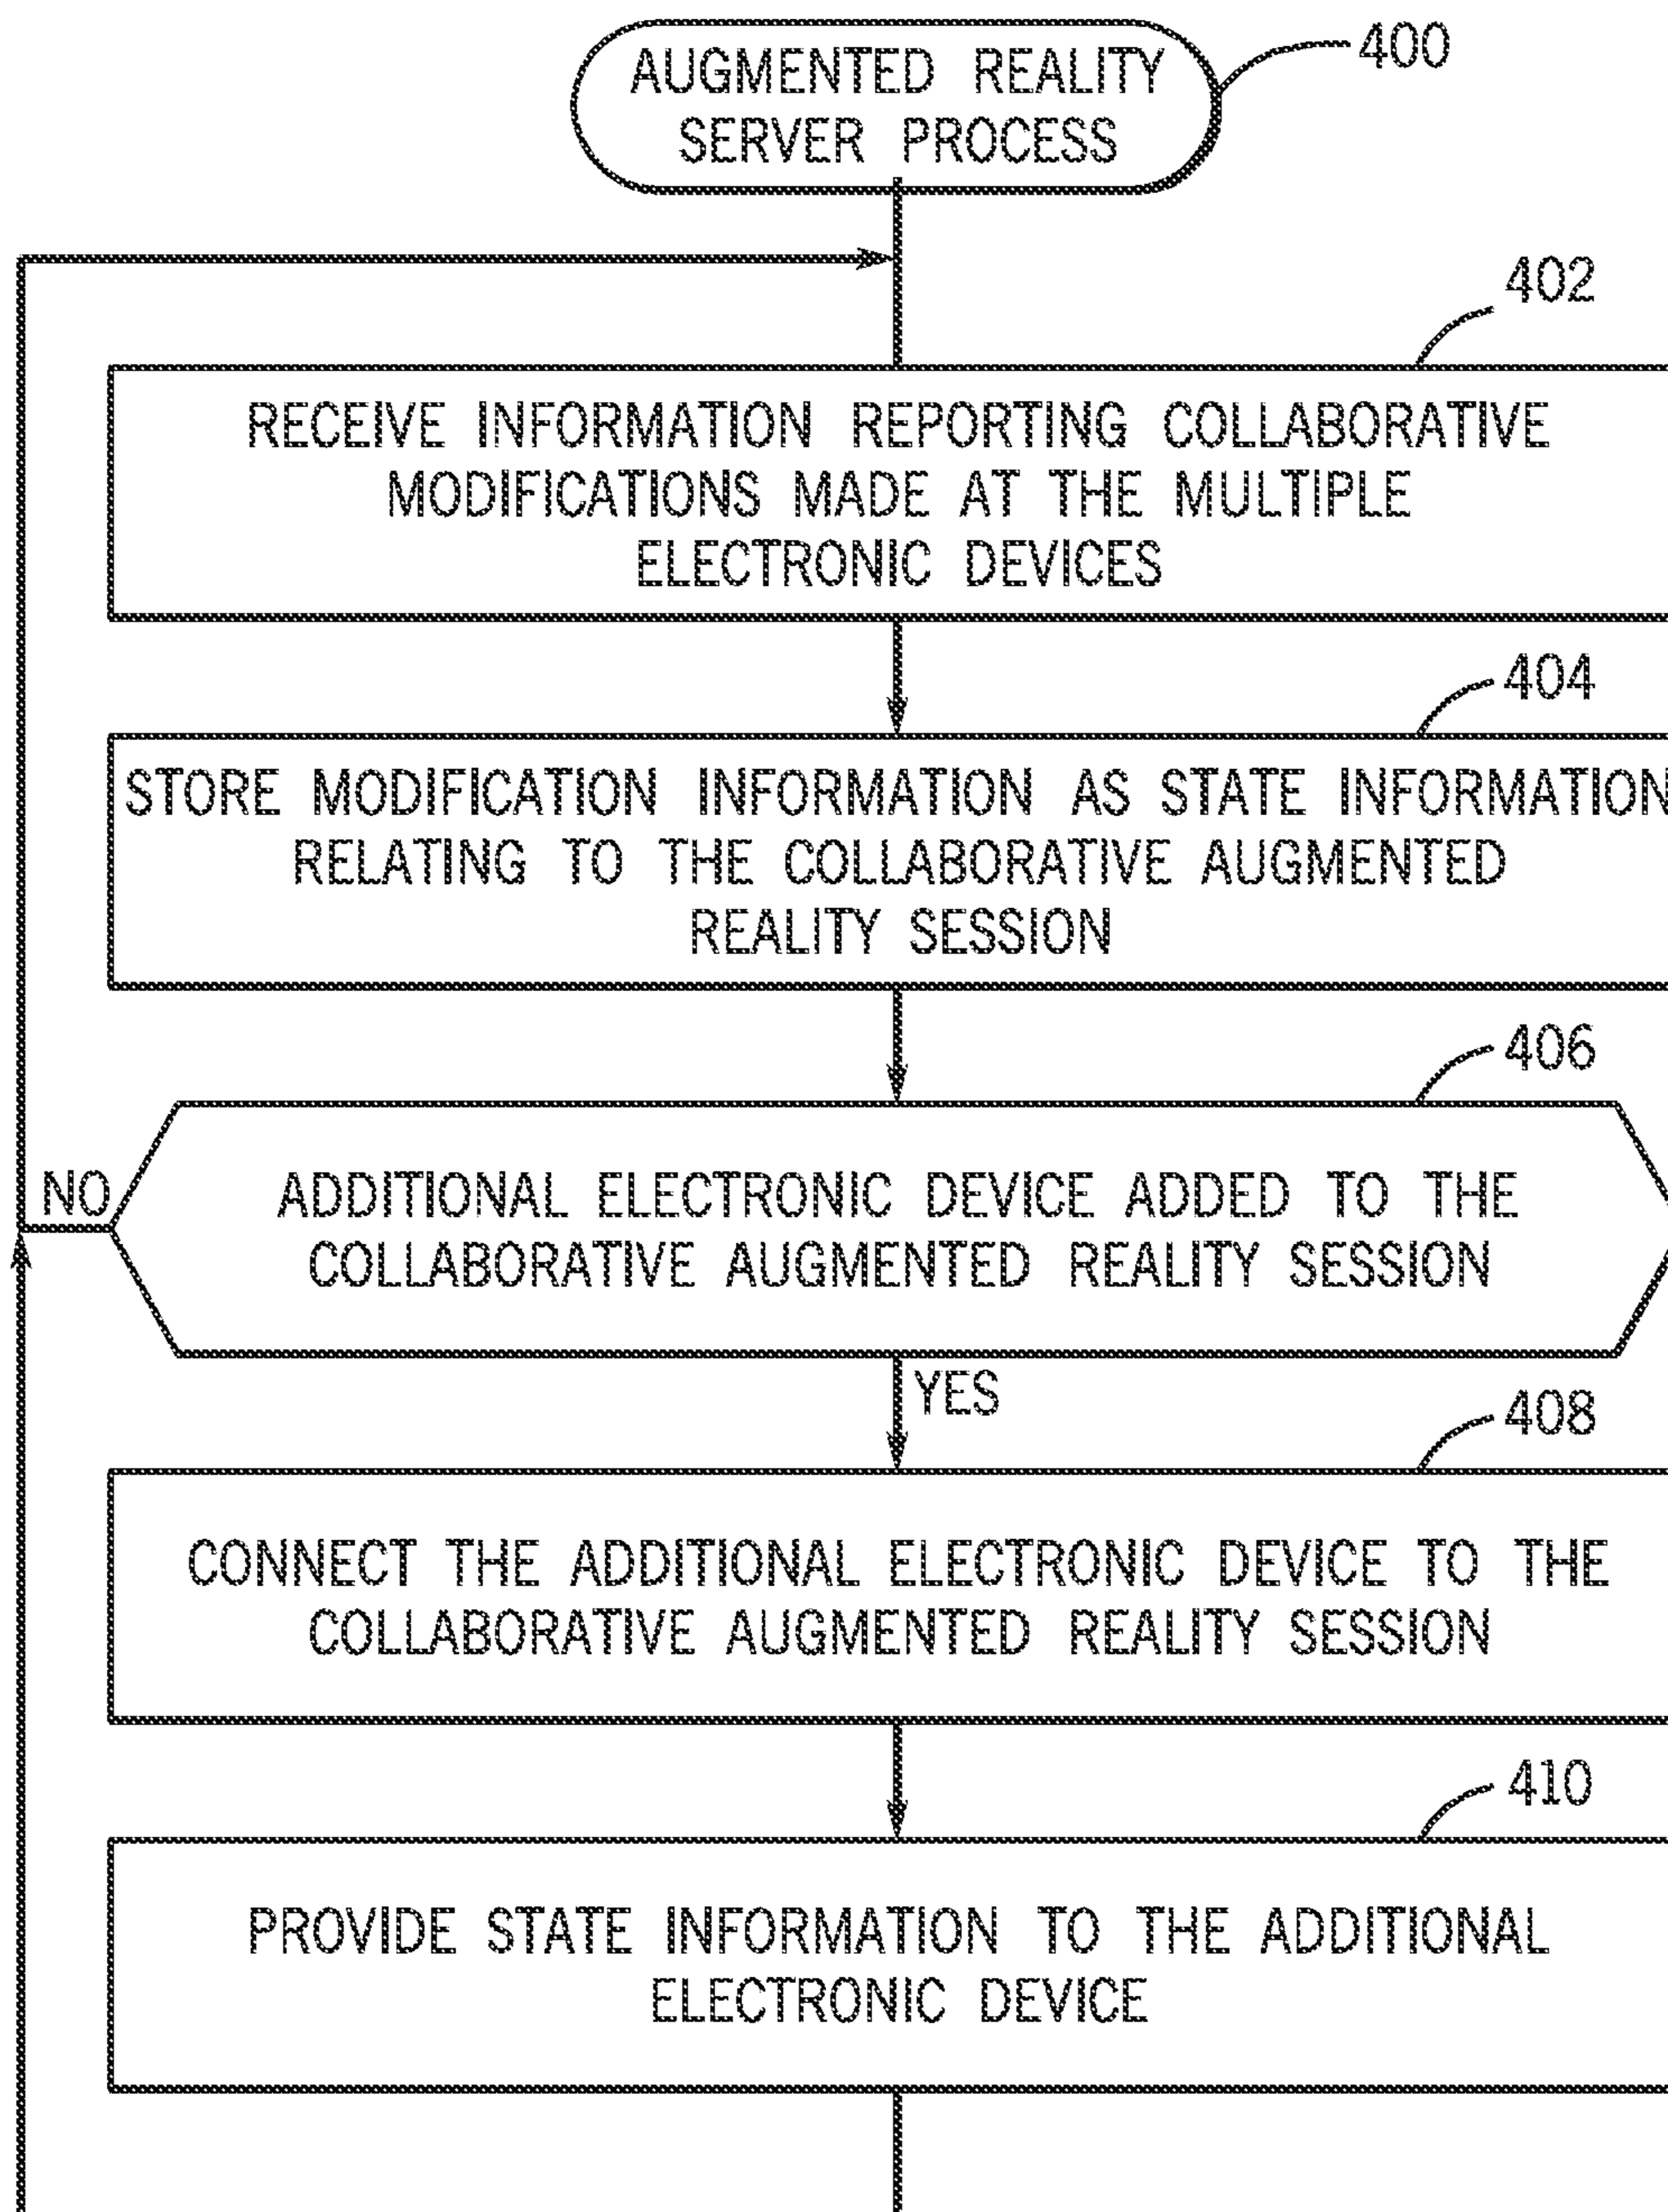 AUGMENTED REALITY
SERVER PROCESS
400
402
RECEIVE INFORMATION REPORTING COLLABORATIVE
MODIFICATIONS MADE AT THE MULTIPLE
ELECTRONIC DEVICES
404
STORE MODIFICATION INFORMATION AS STATE INFORMATION
RELATING TO THE COLLABORATIVE AUGMENTED
REALITY SESSION
406
NO
ADDITIONAL ELECTRONIC DEVICE ADDED TO THE
COLLABORATIVE AUGMENTED REALITY SESSION
YES
408
CONNECT THE ADDITIONAL ELECTRONIC DEVICE TO THE
COLLABORATIVE AUGMENTED REALITY SESSION
410
PROVIDE STATE INFORMATION TO THE ADDITIONAL
ELECTRONIC DEVICE